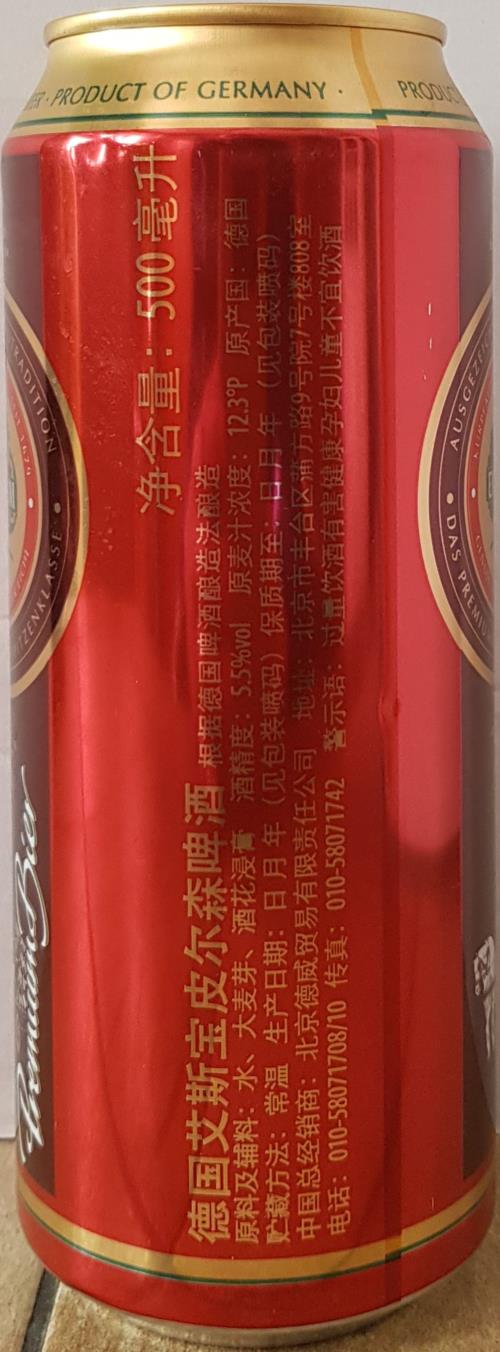 · PRODUCT OF GERMANY ·
净含量：500毫升
德国艾斯宝皮尔森啤酒 根据德国啤酒酿造法酿造
原料及辅料：水、大麦芽、酒花浸膏 酒精度：5.5%vol 原麦汁浓度：12.3°P 原产国：德国
贮藏方法：常温 生产日期：日 月 年（见包装喷码）保质期至：日 月 年（见包装喷码）
中国总经销商：北京德威贸易有限责任公司 地址：北京市丰台区蒲方路9号院7号楼808室
电话：010-58071708/10 传真：010-58071742 警示语：过量饮酒有害健康孕妇儿童不宜饮酒
TRADITION
Premium Bier
DAS PREMIUM